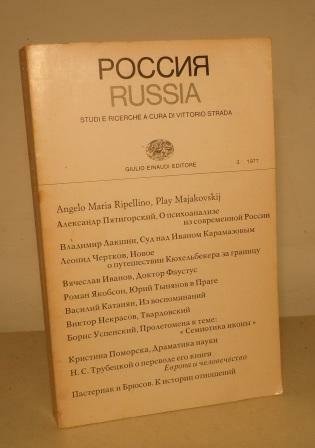 РОССИЯ
RUSSIA
STUDI E RICERCHE A CURA DI VITTORIO STRADA
GIULIO EINAUDI EDITORE
3 1977
Angelo Maria Ripellino, Play Majakovskij
Александр Пятигорский, О психоанализе
из современной России
Владимир Лакшин, Суд над Иваном Карамазовым
Леонид Чертков, Новое
о путешествии Кюхельбекера за границу
Вячеслав Иванов, Доктор Фаустус
Роман Якобсон, Юрий Тынянов в Праге
Василий Катанян, Из воспоминаний
Виктор Некрасов, Твардовский
Борис Успенский, Пролегомена к теме:
« Семиотика иконы »
Кристина Поморска, Драматика науки
Н. С. Трубецкой о переводе его книги
Европа и человечество
Пастернак и Брюсов. К истории отношений